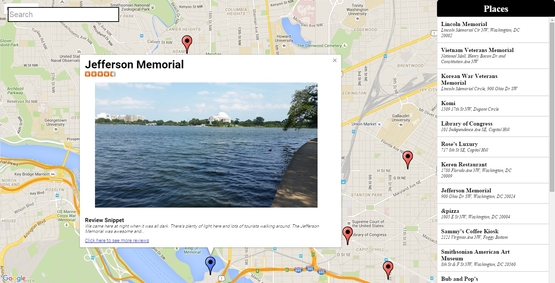 Search
Jefferson Memorial
Review Snippet
We came here at night when it was all dark. There's plenty of light here and lots of tourists walking around. The Jefferson
Memorial was awesome and...
Click here to see more reviews
Google
Places
Lincoln Memorial
Lincoln Memorial Cir NW, Washington, DC
20002
Vietnam Veterans Memorial
National Mall, Henry Bacon Dr and
Constitution Ave NW
Korean War Veterans
Memorial
Lincoln Memorial Circle, 900 Ohio Dr SW
Komi
1509 17th St NW, Dupont Circle
Library of Congress
101 Independence Ave SE, Capitol Hill
Rose's Luxury
717 8th St SE, Capitol Hill
Keren Restaurant
1780 Florida Ave NW, Washington, DC
20009
Jefferson Memorial
900 Ohio Dr SW, Washington, DC 20024
&pizza
1005 E St NW, Washington, DC 20004
Sammy's Coffee Kiosk
2121 Virginia Ave NW, Foggy Bottom
Smithsonian American Art
Museum
8th St & F St NW, Washington, DC 20560
Bub and Pop's